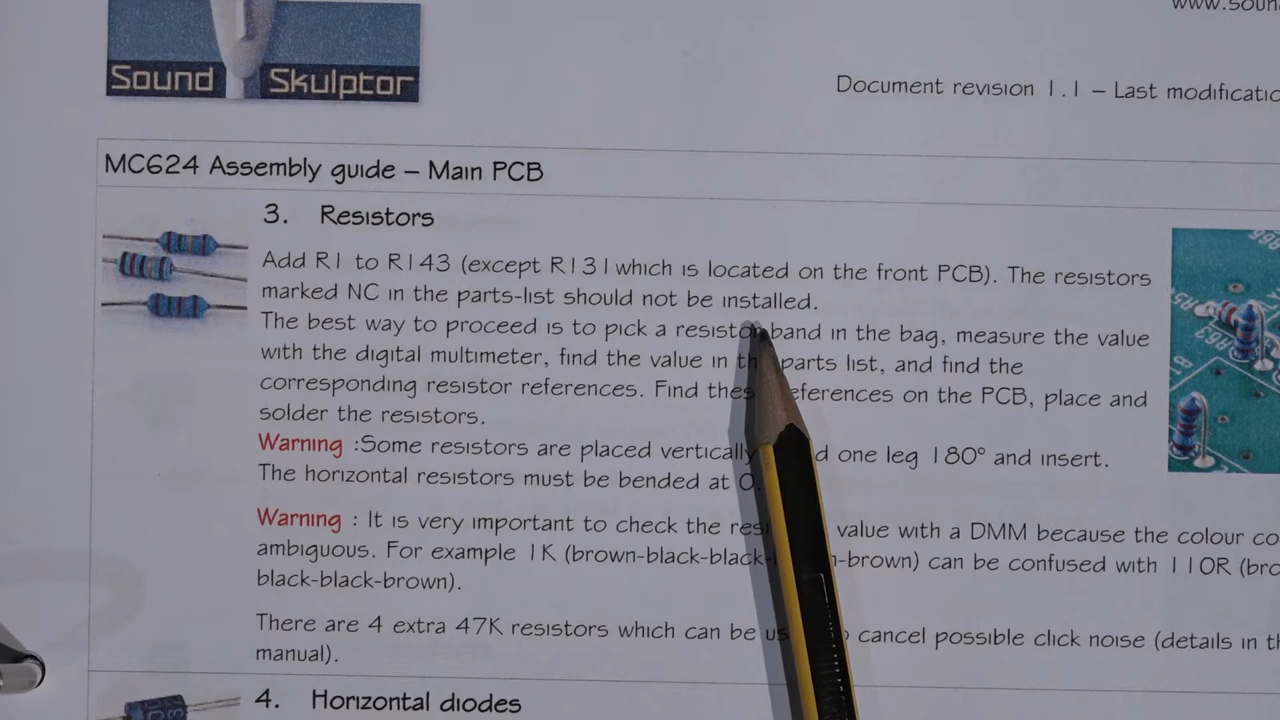 www.sound
Sound Skulptor
Document revision 1.1 – Last modificatio
MC624 Assembly guide – Main PCB
3. Resistors
Add R1 to R143 (except R131which is located on the front PCB). The resistors
marked NC in the parts-list should not be installed.
The best way to proceed is to pick a resisto band in the bag, measure the value
with the digital multimeter, find the value in th parts list, and find the
corresponding resistor references. Find thes eferences on the PCB, place and
solder the resistors.
Warning :Some resistors are placed vertically d one leg 180° and insert.
The horizontal resistors must be bended at 0.
Warning : It is very important to check the res value with a DMM because the colour co
ambiguous. For example 1K (brown-black-black- n-brown) can be confused with 110R (bro
black-black-brown).
There are 4 extra 47K resistors which can be us cancel possible click noise (details in th
manual).
4. Horizontal diodes